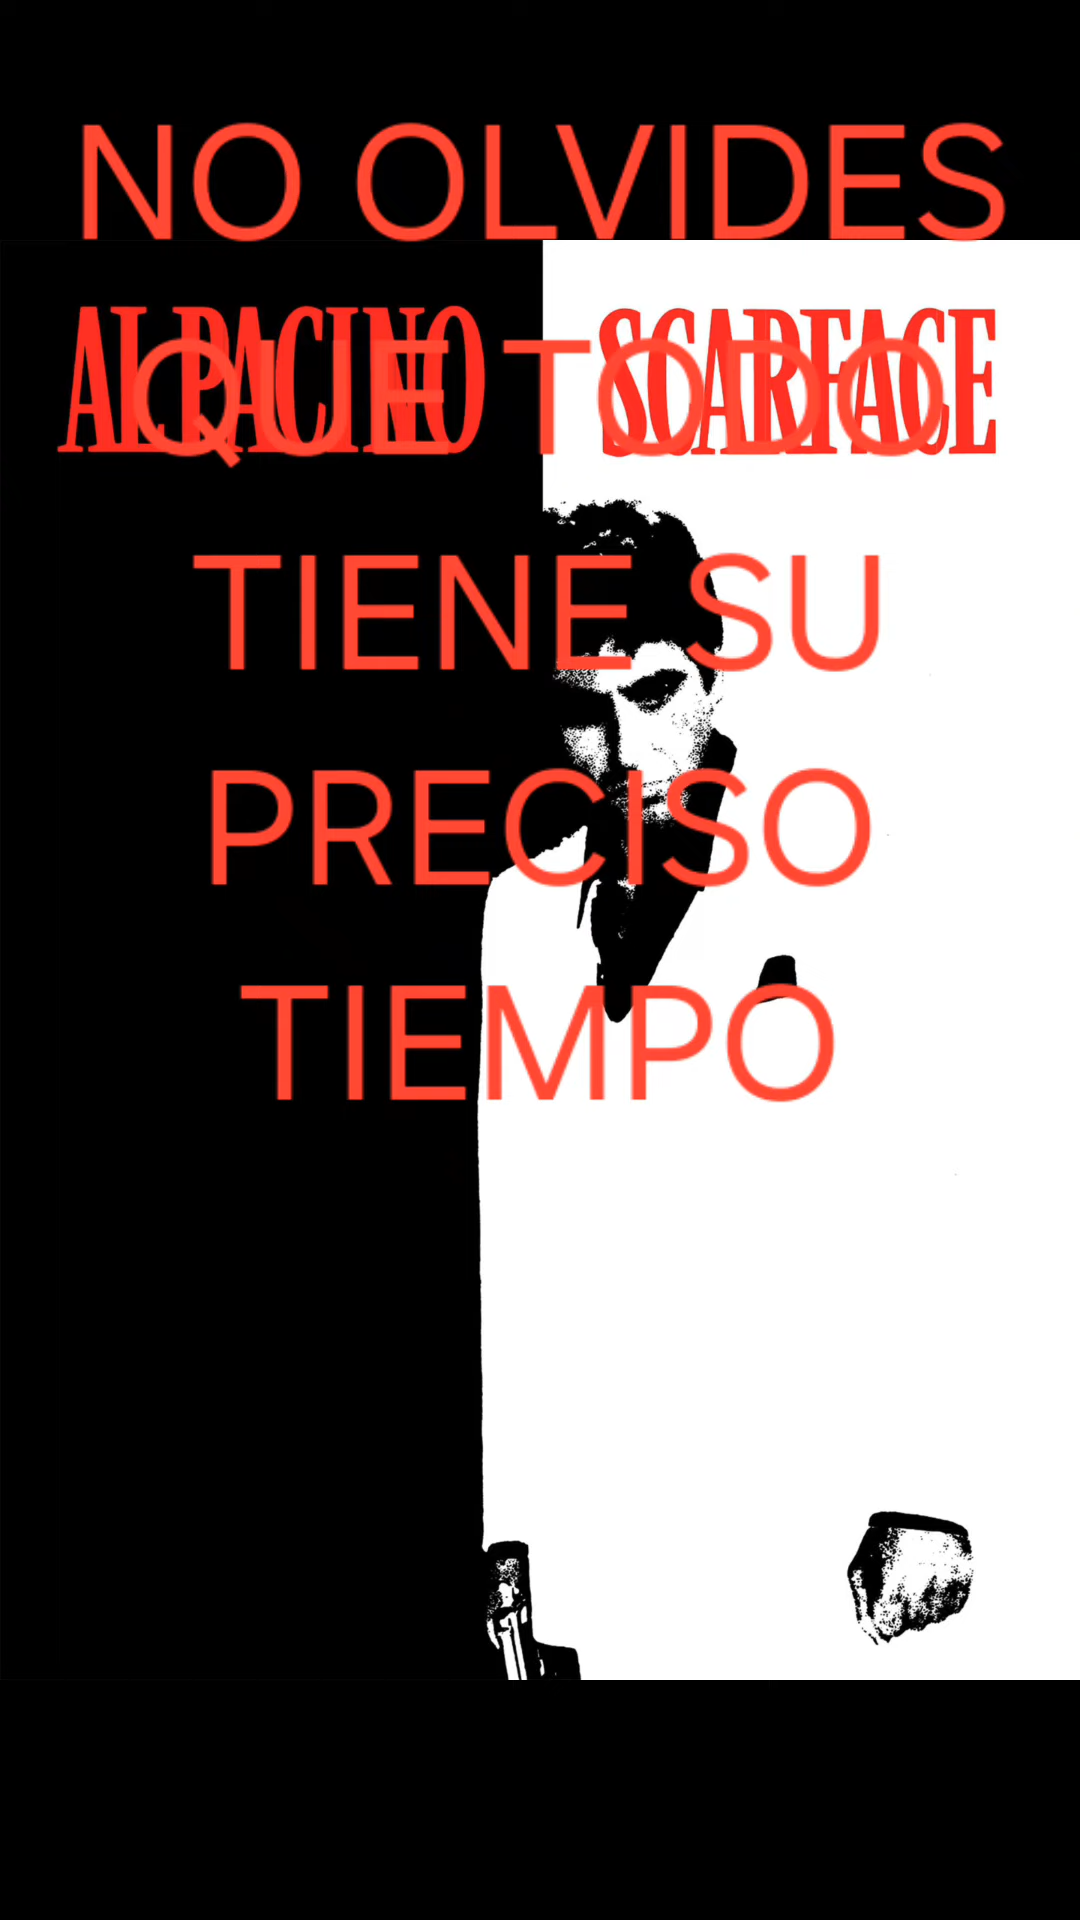 NO OLVIDES
AL PACINO SCARFACE
QUE TODO
TIENE SU
PRECISO
TIEMPO